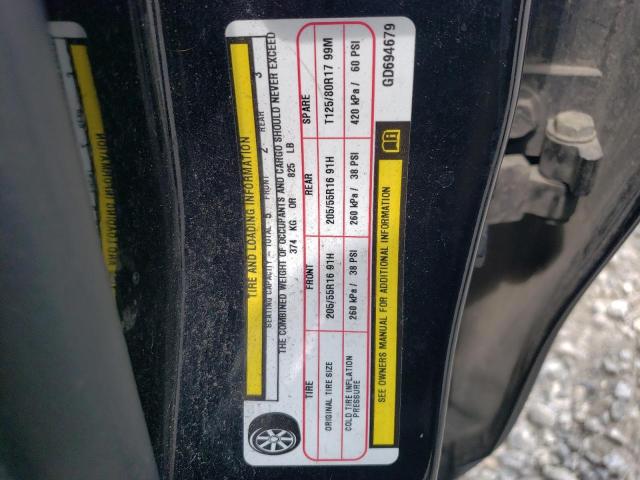 TIRE AND LOADING INFORMATION
SEATING CAPACITY - TOTAL 5 FRONT 2 REAR 3
THE COMBINED WEIGHT OF OCCUPANTS AND CARGO SHOULD NEVER EXCEED
374 KG OR 825 LB
TIRE FRONT REAR SPARE
ORIGINAL TIRE SIZE 205/55R16 91H 205/55R16 91H T125/80R17 99M
COLD TIRE INFLATION PRESSURE 260 kPa / 38 PSI 260 kPa / 38 PSI 420 kPa / 60 PSI
SEE OWNERS MANUAL FOR ADDITIONAL INFORMATION
GD694679